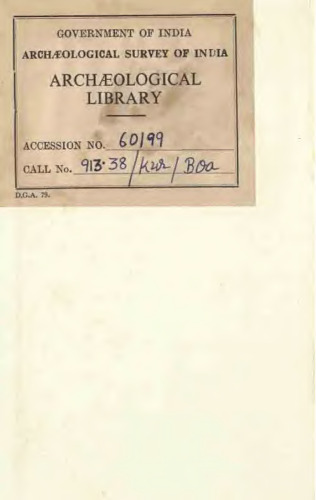 GOVERNMENT OF INDIA
ARCHÆOLOGICAL SURVEY OF INDIA
ARCHÆOLOGICAL
LIBRARY
ACCESSION NO. 60199
CALL No. 913.38/Kur/Boa
D.G.A. 79.